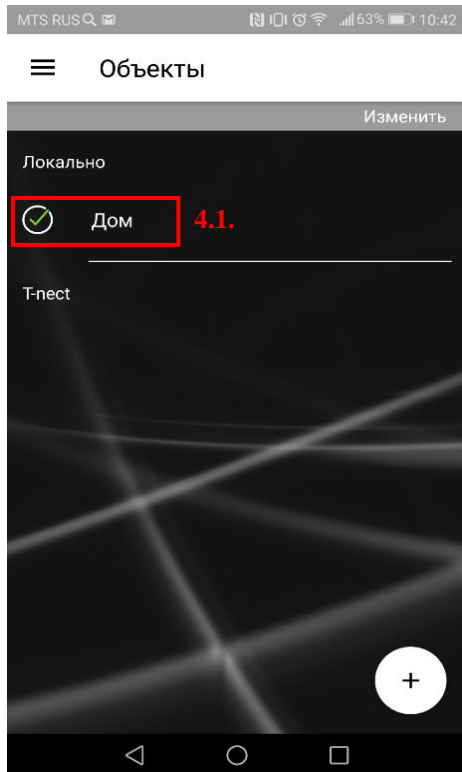 MTS RUS 63% 10:42
Объекты
Изменить
Локально
Дом 4.1.
T-nect
+